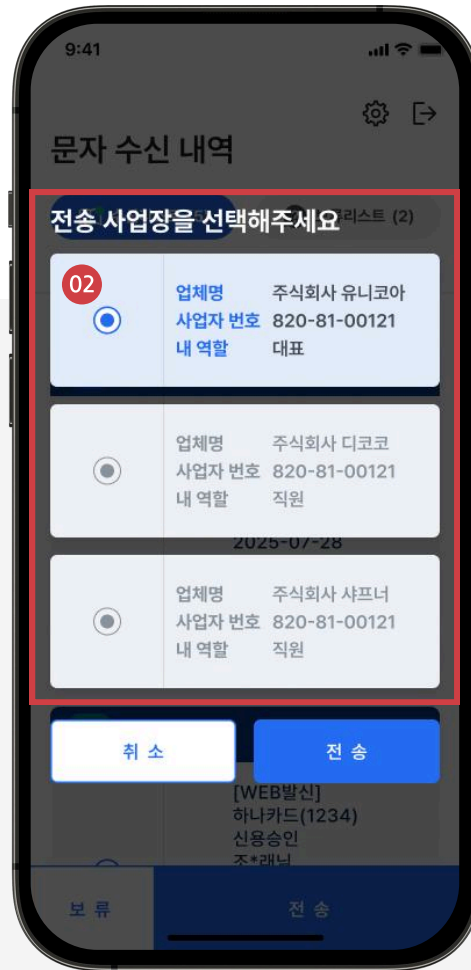 9:41
문자 수신 내역
전송 사업장을 선택해주세요
리스트 (2)
02
업체명 주식회사 유니코아
사업자 번호 820-81-00121
내 역할 대표
업체명 주식회사 디코코
사업자 번호 820-81-00121
내 역할 직원
2025-07-28
업체명 주식회사 샤프너
사업자 번호 820-81-00121
내 역할 직원
취 소
전 송
[WEB발신]
하나카드(1234)
신용승인
조*래님
보 류
전 송